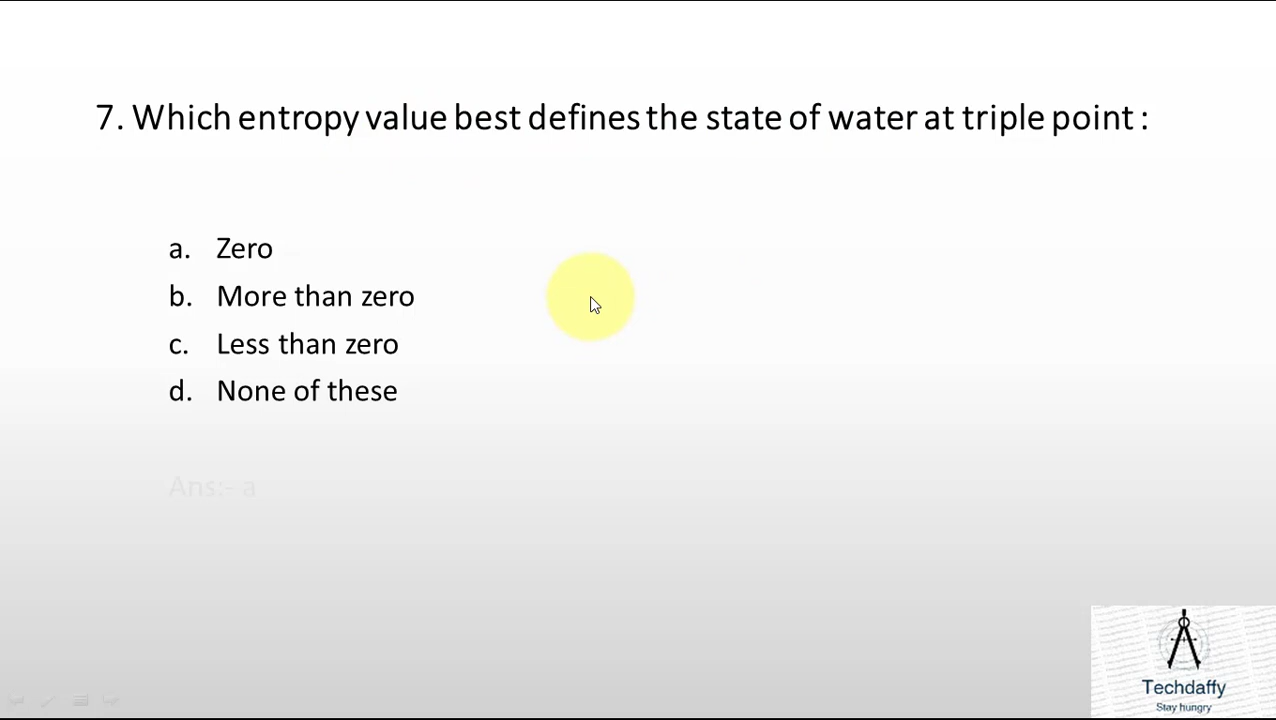 7. Which entropy value best defines the state of water at triple point :
a. Zero
b. More than zero
c. Less than zero
d. None of these
Ans:- a
Techdaffy
Stay hungry